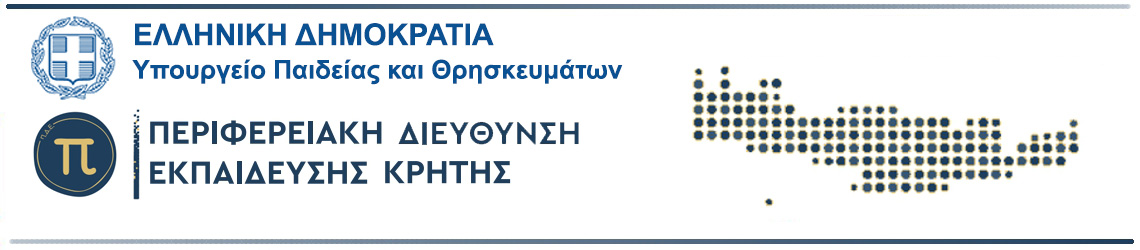 ΕΛΛΗΝΙΚΗ ΔΗΜΟΚΡΑΤΙΑ
Υπουργείο Παιδείας και Θρησκευμάτων
Π.Δ.Ε
π
ΠΕΡΙΦΕΡΕΙΑΚΗ ΔΙΕΥΘΥΝΣΗ
ΕΚΠΑΙΔΕΥΣΗΣ ΚΡΗΤΗΣ